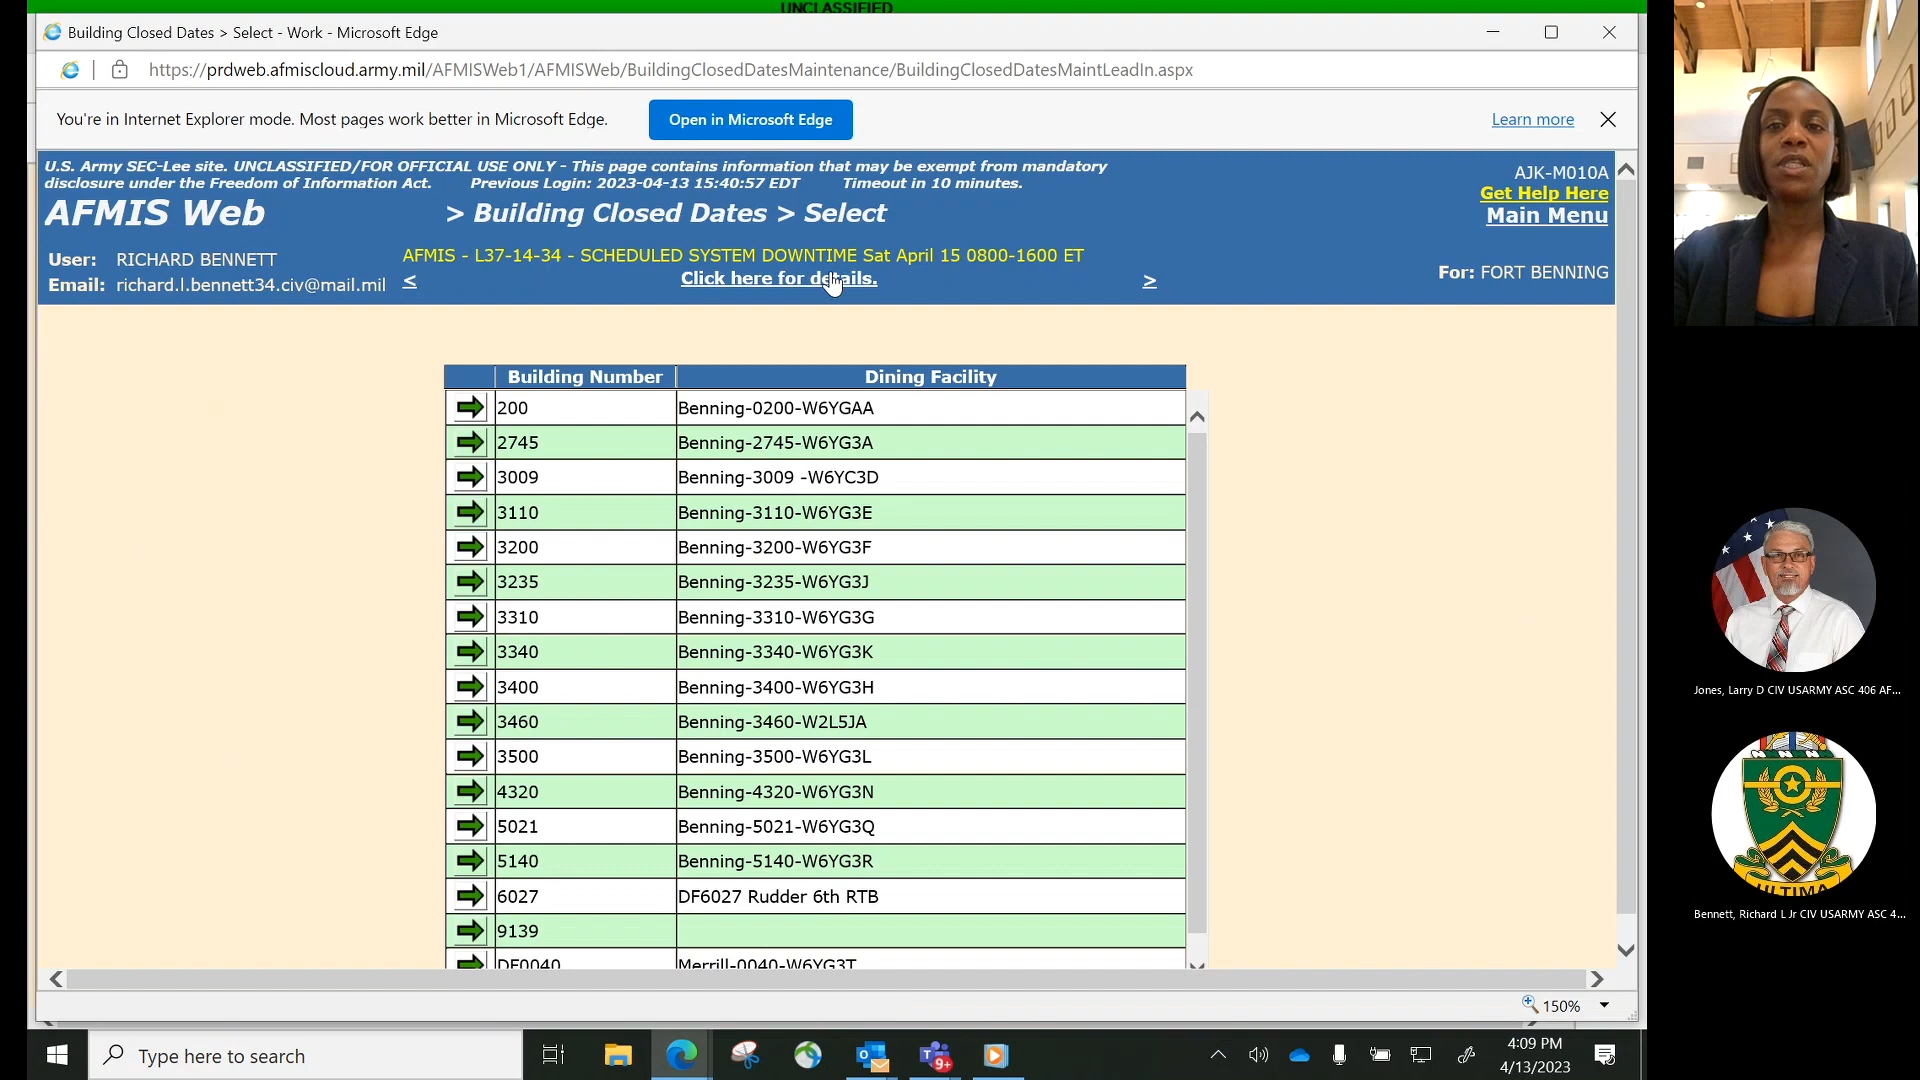 UNCLASSIFIED
Building Closed Dates > Select - Work - Microsoft Edge
https://prdweb.afmiscloud.army.mil/AFMISWeb1/AFMISWeb/BuildingClosedDatesMaintenance/BuildingClosedDatesMaintLeadIn.aspx
You're in Internet Explorer mode. Most pages work better in Microsoft Edge. Open in Microsoft Edge Learn more
U.S. Army SEC-Lee site. UNCLASSIFIED/FOR OFFICIAL USE ONLY - This page contains information that may be exempt from mandatory
disclosure under the Freedom of Information Act. Previous Login: 2023-04-13 15:40:57 EDT Timeout in 10 minutes.
AJK-M010A
Get Help Here
AFMIS Web > Building Closed Dates > Select Main Menu
User: RICHARD BENNETT AFMIS - L37-14-34 - SCHEDULED SYSTEM DOWNTIME Sat April 15 0800-1600 ET
For: FORT BENNING
Email: richard.l.bennett34.civ@mail.mil < Click here for details. >
Building Number Dining Facility
200 Benning-0200-W6YGAA
2745 Benning-2745-W6YG3A
3009 Benning-3009 -W6YC3D
3110 Benning-3110-W6YG3E
3200 Benning-3200-W6YG3F
3235 Benning-3235-W6YG3J
3310 Benning-3310-W6YG3G
3340 Benning-3340-W6YG3K
3400 Benning-3400-W6YG3H
3460 Benning-3460-W2L5JA
3500 Benning-3500-W6YG3L
4320 Benning-4320-W6YG3N
5021 Benning-5021-W6YG3Q
5140 Benning-5140-W6YG3R
6027 DF6027 Rudder 6th RTB
9139
DF0040 Merrill-0040-W6YG3T
150%
Type here to search
9+
4:09 PM
4/13/2023
Jones, Larry D CIV USARMY ASC 406 AF...
ULTIMA
Bennett, Richard L Jr CIV USARMY ASC 4...